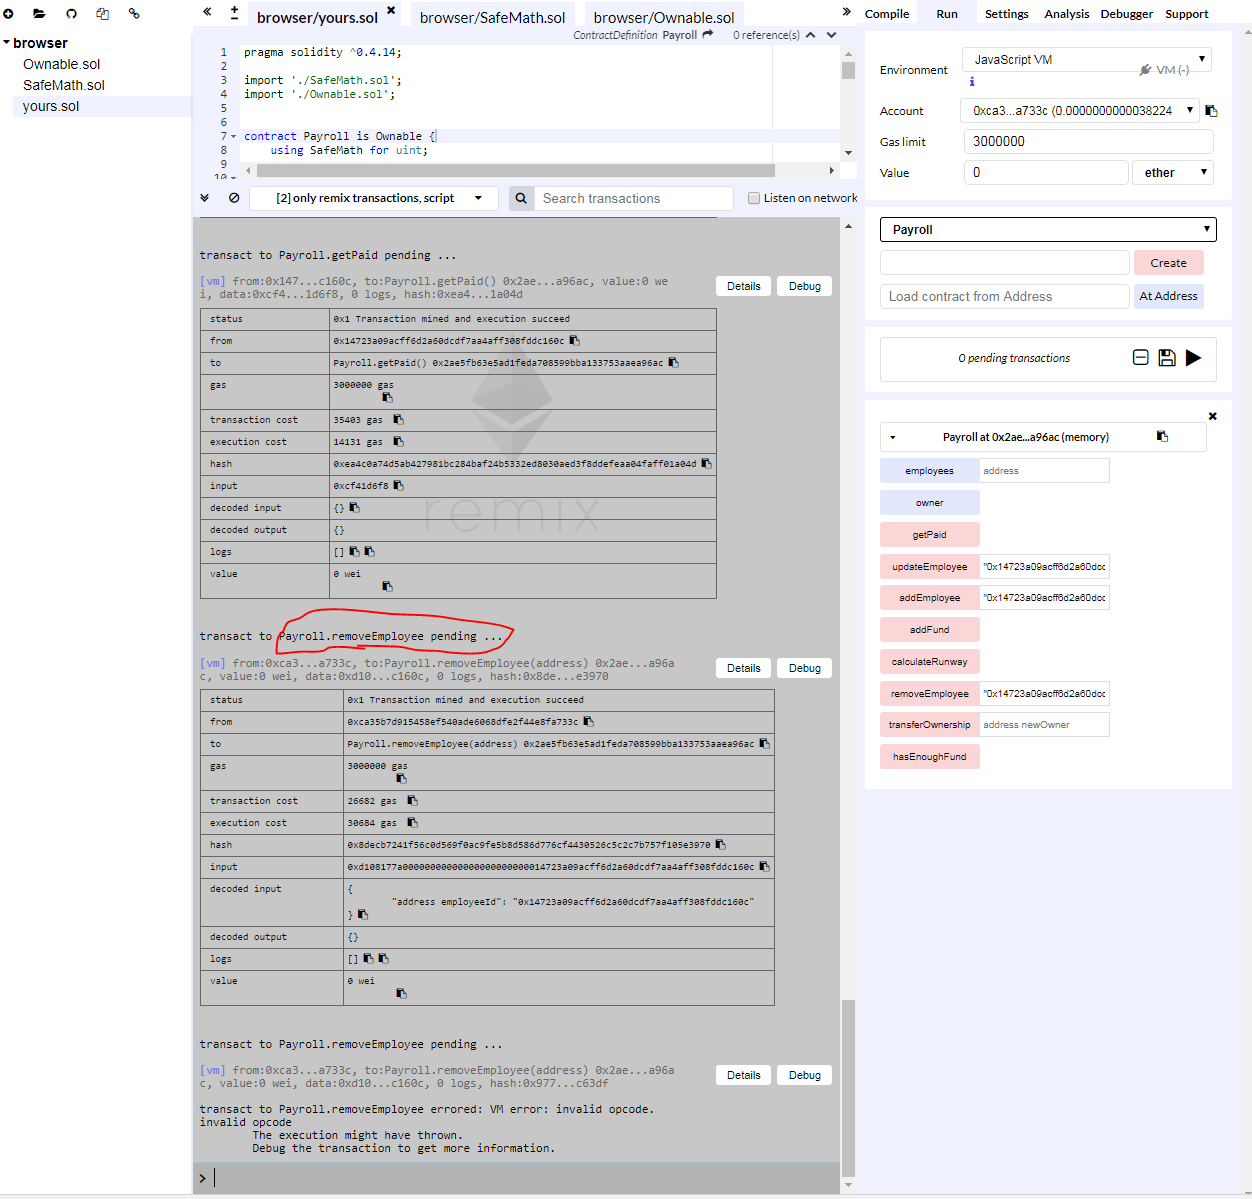 browser
Ownable.sol
SafeMath.sol
yours.sol
browser/yours.sol
browser/SafeMath.sol
browser/Ownable.sol
ContractDefinition Payroll
0 reference(s)
1 pragma solidity ^0.4.14;
2
3 import './SafeMath.sol';
4 import './Ownable.sol';
5
6
7 contract Payroll is Ownable {
8 using SafeMath for uint;
9
10
[2] only remix transactions, script
Search transactions
Listen on network
transact to Payroll.getPaid pending ...
[vm] from:0x147...c160c, to:Payroll.getPaid() 0x2ae...a96ac, value:0 we
i, data:0xcf4...1d6f8, 0 logs, hash:0xea4...1a04d
Details
Debug
status 0x1 Transaction mined and execution succeed
from 0x14723a09acff6d2a60dcdf7aa4aff308fddc160c
to Payroll.getPaid() 0x2ae5fb63e5ad1feda708599bba133753aaea96ac
gas 3000000 gas
transaction cost 35403 gas
execution cost 14131 gas
hash 0xea4c0a74d5ab427981bc284baf24b5332ed8030aed3f8ddefeaa04faff01a04d
input 0xcf41d6f8
decoded input {}
decoded output {}
logs []
value 0 wei
remix
transact to Payroll.removeEmployee pending ...
[vm] from:0xca3...a733c, to:Payroll.removeEmployee(address) 0x2ae...a96a
c, value:0 wei, data:0xd10...c160c, 0 logs, hash:0x8de...e3970
Details
Debug
status 0x1 Transaction mined and execution succeed
from 0xca35b7d915458ef540ade6068dfe2f44e8fa733c
to Payroll.removeEmployee(address) 0x2ae5fb63e5ad1feda708599bba133753aaea96ac
gas 3000000 gas
transaction cost 26682 gas
execution cost 30684 gas
hash 0x8decb7241f56c0d569f0ac9fe5b8d586d776cf4430526c5c2c7b757f105e3970
input 0xd108177a00000000000000000000000014723a09acff6d2a60dcdf7aa4aff308fddc160c
decoded input {
"address employeeId": "0x14723a09acff6d2a60dcdf7aa4aff308fddc160c"
}
decoded output {}
logs []
value 0 wei
transact to Payroll.removeEmployee pending ...
[vm] from:0xca3...a733c, to:Payroll.removeEmployee(address) 0x2ae...a96a
c, value:0 wei, data:0xd10...c160c, 0 logs, hash:0x977...c63df
Details
Debug
transact to Payroll.removeEmployee errored: VM error: invalid opcode.
invalid opcode
The execution might have thrown.
Debug the transaction to get more information.
>
Compile
Run
Settings
Analysis
Debugger
Support
Environment
JavaScript VM
VM (-)
i
Account
0xca3...a733c (0.0000000000038224
Gas limit
3000000
Value
0
ether
Payroll
Create
Load contract from Address
At Address
0 pending transactions
Payroll at 0x2ae...a96ac (memory)
employees address
owner
getPaid
updateEmployee "0x14723a09acff6d2a60dcc
addEmployee "0x14723a09acff6d2a60dcc
addFund
calculateRunway
removeEmployee "0x14723a09acff6d2a60dcc
transferOwnership address newOwner
hasEnoughFund